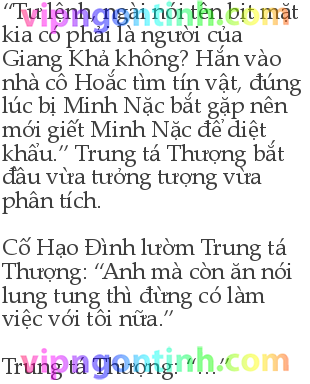 “Tư lệnh, ngài nói tên bịt mặt
kia có phải là người của
Giang Khả không? Hắn vào
nhà cô Hoắc tìm tín vật, đúng
lúc bị Minh Nặc bắt gặp nên
mới giết Minh Nặc để diệt
khẩu.” Trung tá Thượng bắt
đầu vừa tưởng tượng vừa
phân tích.

Cố Hạo Đình lườm Trung tá
Thượng: “Anh mà còn ăn nói
lung tung thì đừng có làm
việc với tôi nữa.”

Trung tá Thượng: “…”
vipngontinh.com
vipngontinh.com